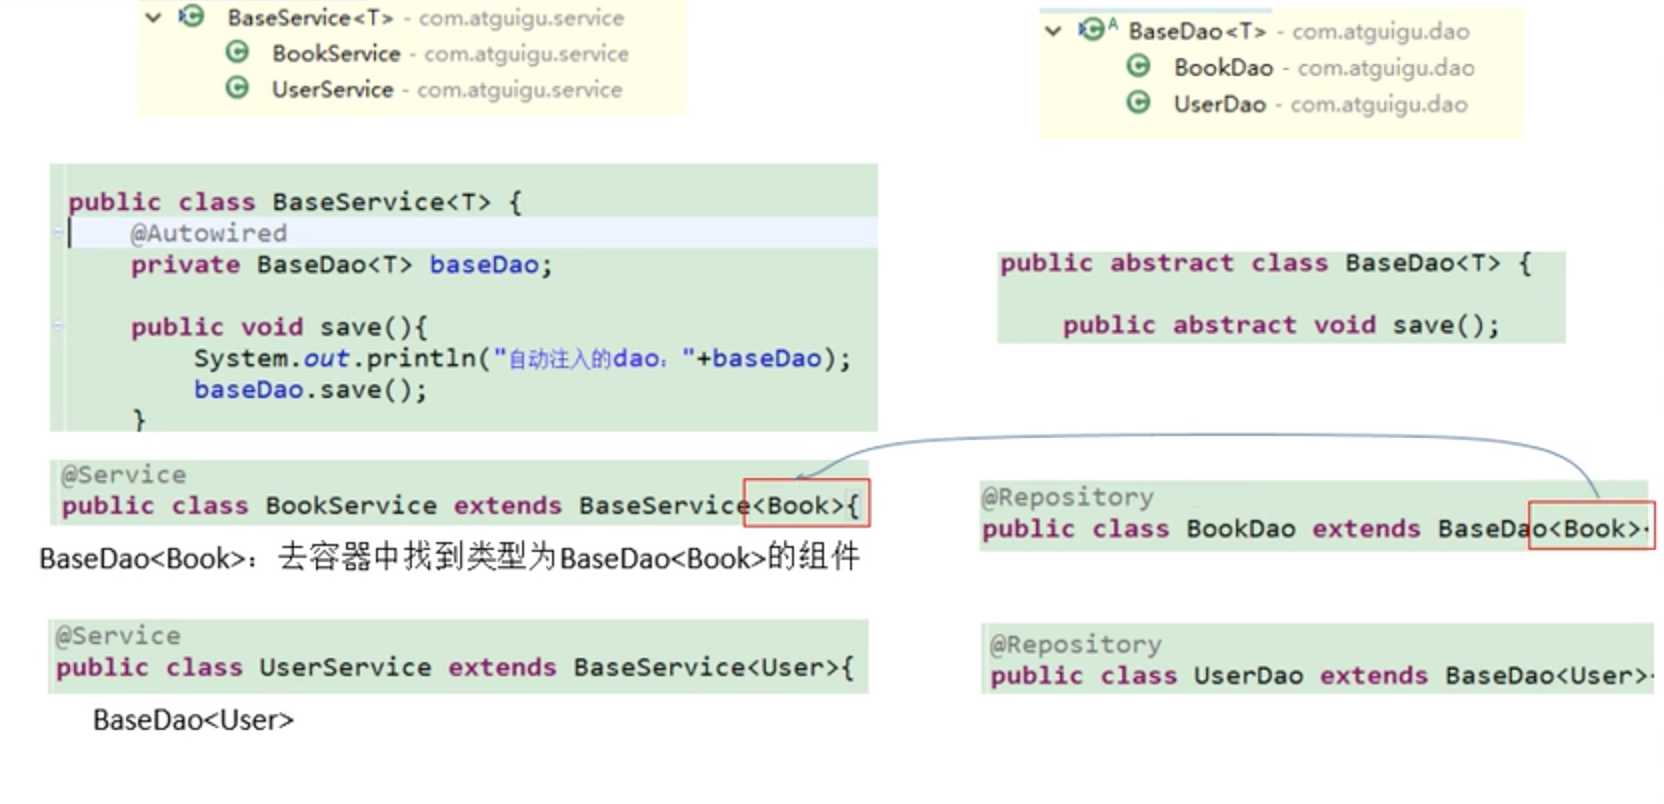 BaseService<T> - com.atguigu.service
BookService - com.atguigu.service
UserService - com.atguigu.service
BaseDao<T> - com.atguigu.dao
BookDao - com.atguigu.dao
UserDao - com.atguigu.dao
public class BaseService<T> {
@Autowired
private BaseDao<T> baseDao;
public void save(){
System.out.println("自动注入的dao："+baseDao);
baseDao.save();
}
public abstract class BaseDao<T> {
public abstract void save();
@Service
public class BookService extends BaseService<Book>{
BaseDao<Book>：去容器中找到类型为BaseDao<Book>的组件
@Repository
public class BookDao extends BaseDao<Book>
@Service
public class UserService extends BaseService<User>{
BaseDao<User>
@Repository
public class UserDao extends BaseDao<User>